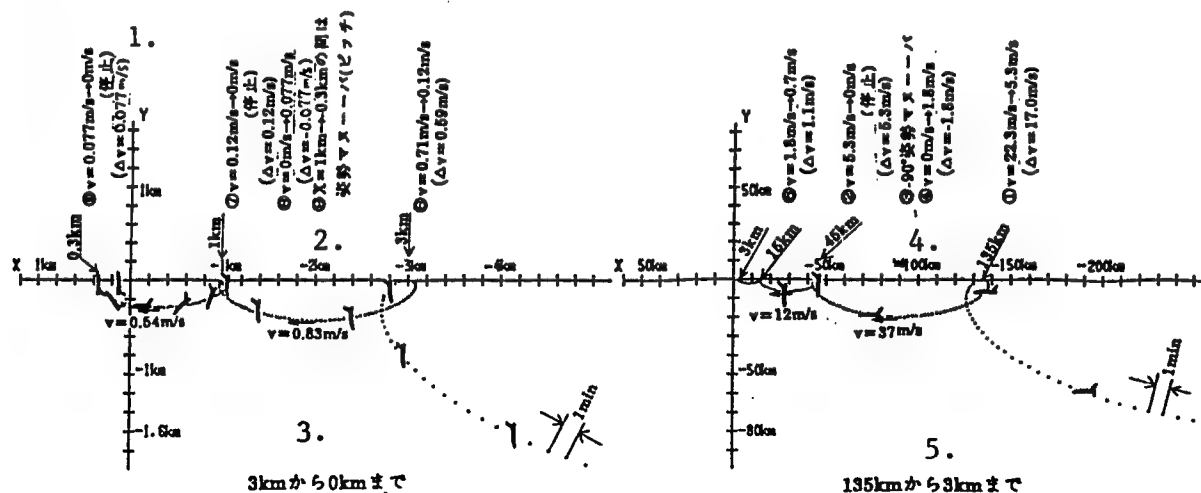 1.
⑨v=0.077m/s→0m/s
(停止)
(Δv=0.077m/s)
⑦v=0.12m/s→0m/s
(停止)
(Δv=0.12m/s)
⑧v=0m/s→0.077m/s
(Δv=-0.077m/s)
X=1km→0.3kmの間は
姿勢マヌーバ(ピッチ)
⑥v=0.71m/s→0.12m/s
(Δv=0.59m/s)
Y
1km
0.3km
1km
2.
3km
X 1km
-1km
-2km
-3km
-4km
v=0.54m/s
v=0.83m/s
-1km
-1.6km
1min
3.
3kmから0kmまで
⑤v=1.8m/s→0.7m/s
(Δv=1.1m/s)
②v=5.3m/s→0m/s
(停止)
(Δv=5.3m/s)
③-90°姿勢マヌーバ
④v=0m/s→1.8m/s
(Δv=-1.8m/s)
①v=22.3m/s→5.3m/s
(Δv=17.0m/s)
Y
50km
3km
15km
45km
4.
135km
X 50km
-50km
-100km
-150km
-200km
v=12m/s
v=37m/s
-50km
-80km
1min
5.
135kmから3kmまで